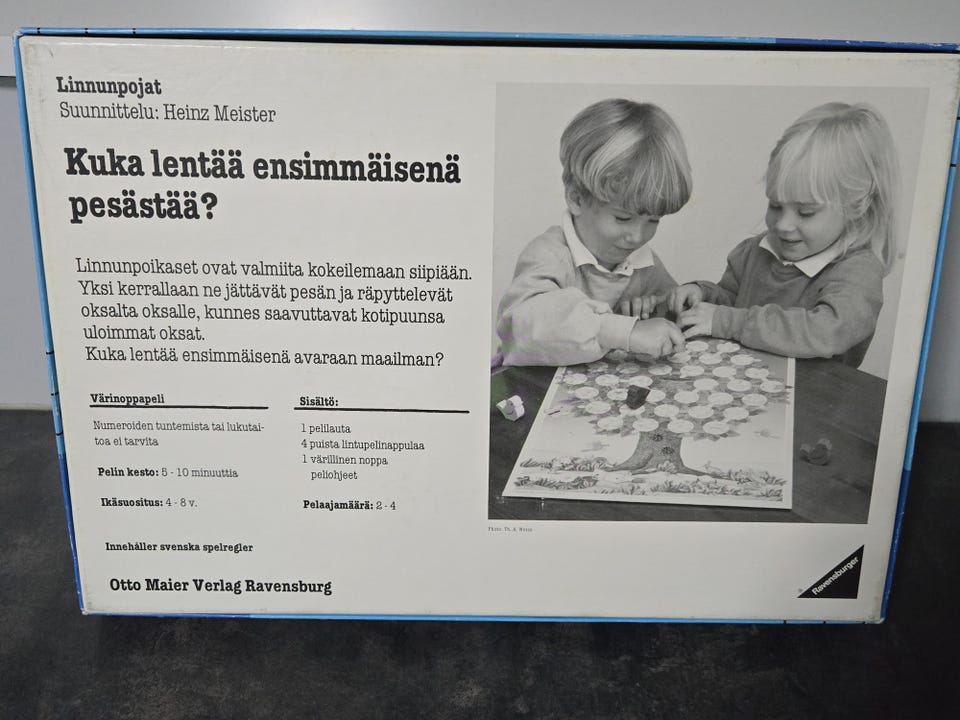 Linnunpojat
Suunnittelu: Heinz Meister
Kuka lentää ensimmäisenä
pesästää?
Linnunpoikaset ovat valmiita kokeilemaan siipiään.
Yksi kerrallaan ne jättävät pesän ja räpyttelevät
oksalta oksalle, kunnes saavuttavat kotipuunsa
uloimmat oksat.
Kuka lentää ensimmäisenä avaraan maailman?
Värinoppapeli
Numeroiden tuntemista tai lukutai-
toa ei tarvita
Pelin kesto: 5 - 10 minuuttia
Ikäsuositus: 4 - 8 v.
Sisältö:
1 pelilauta
4 puista lintupelinappulaa
1 värillinen noppa
peliohjeet
Pelaajamäärä: 2 - 4
Innehåller svenska spelregler
Otto Maier Verlag Ravensburg
Photo: Th. A.
Ravensburger